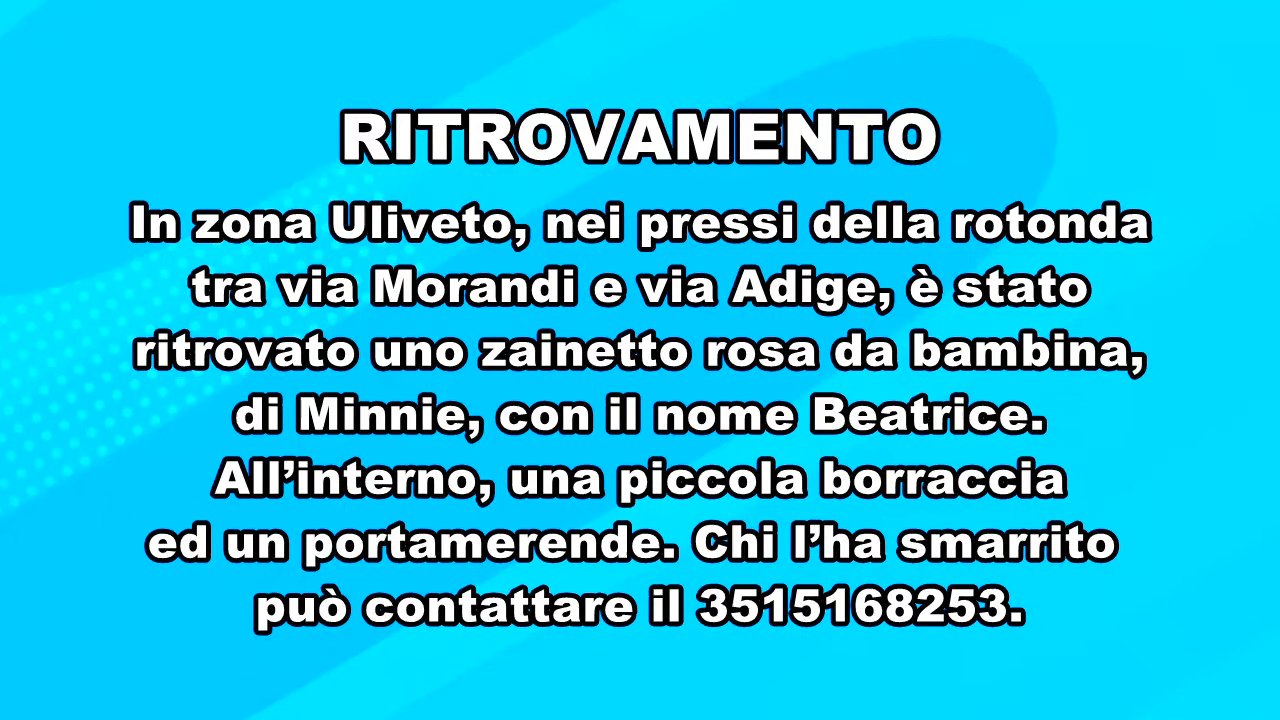 RITROVAMENTO
In zona Uliveto, nei pressi della rotonda
tra via Morandi e via Adige, è stato
ritrovato uno zainetto rosa da bambina,
di Minnie, con il nome Beatrice.
All’interno, una piccola borraccia
ed un portamerende. Chi l’ha smarrito
può contattare il 3515168253.